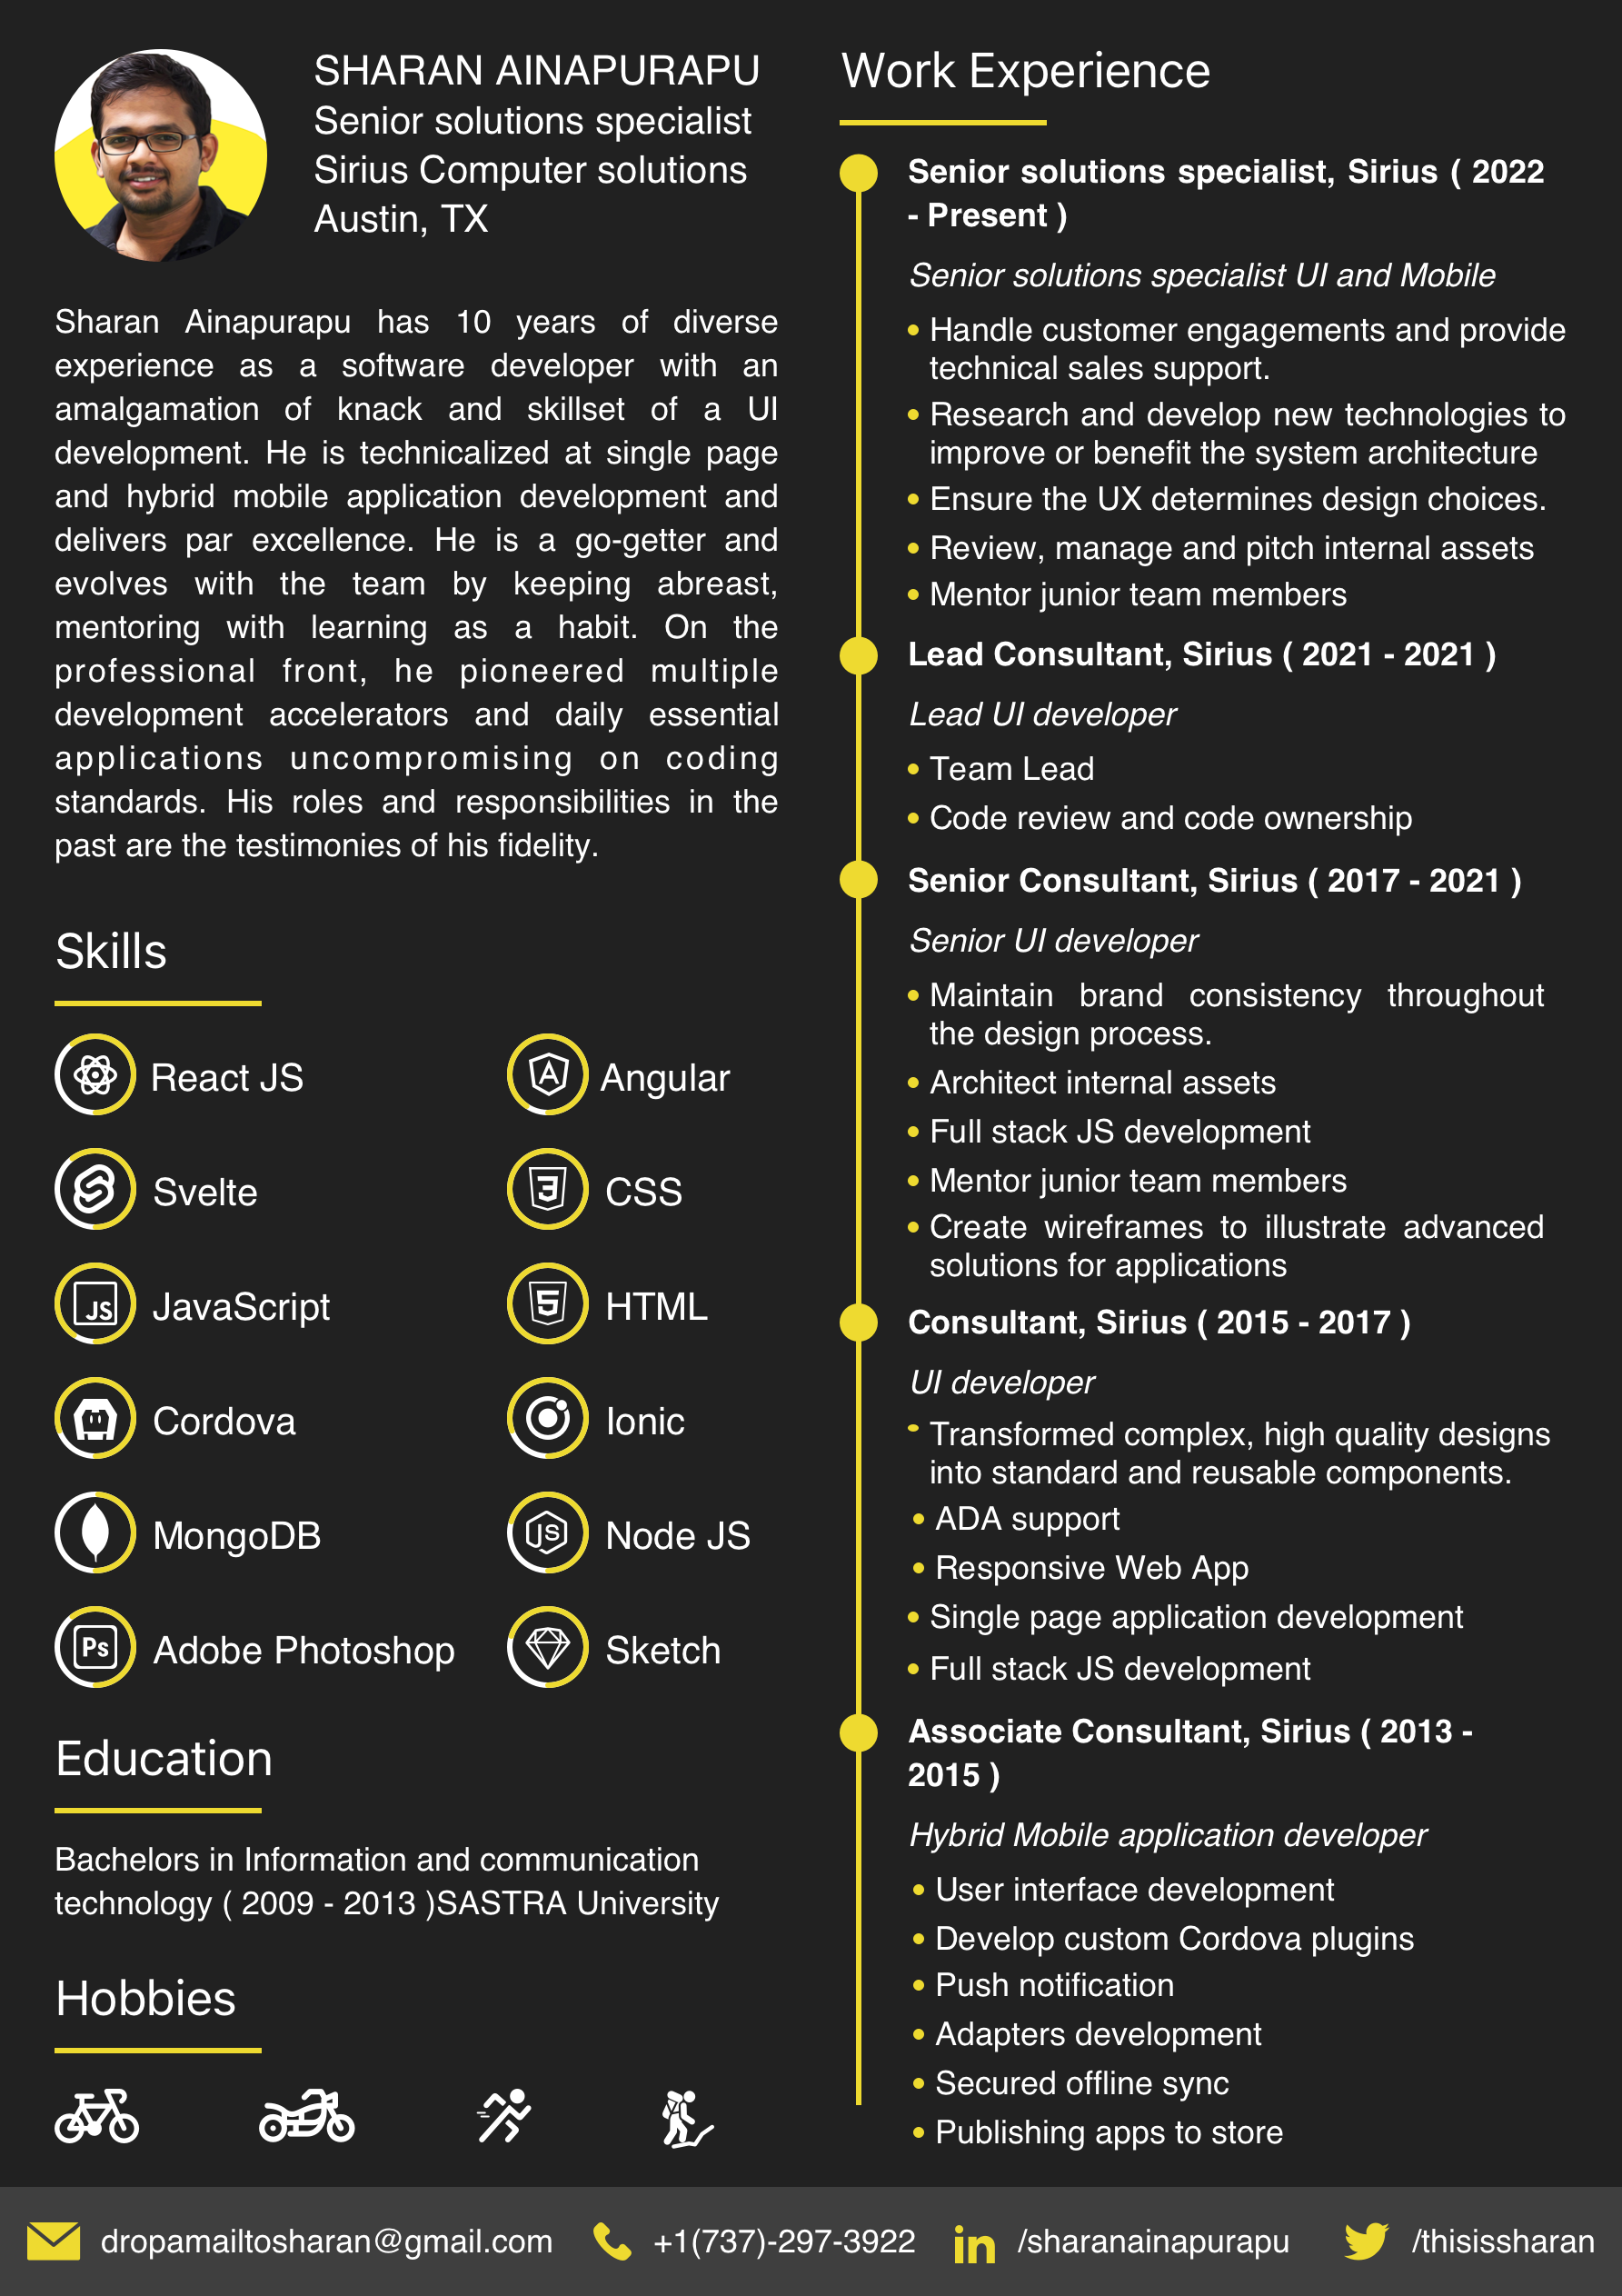 SHARAN AINAPURAPU
Senior solutions specialist
Sirius Computer solutions
Austin, TX
Sharan Ainapurapu has 10 years of diverse
experience as a software developer with an
amalgamation of knack and skillset of a UI
development. He is technicalized at single page
and hybrid mobile application development and
delivers par excellence. He is a go-getter and
evolves with the team by keeping abreast,
mentoring with learning as a habit. On the
professional front, he pioneered multiple
development accelerators and daily essential
applications uncompromising on coding
standards. His roles and responsibilities in the
past are the testimonies of his fidelity.
Skills
React JS
Angular
Svelte
3 CSS
JS JavaScript
5 HTML
Cordova
Ionic
MongoDB
JS Node JS
Ps Adobe Photoshop
Sketch
Education
Bachelors in Information and communication
technology ( 2009 - 2013 )SASTRA University
Hobbies
Work Experience
Senior solutions specialist, Sirius ( 2022
- Present )
Senior solutions specialist UI and Mobile
• Handle customer engagements and provide
technical sales support.
• Research and develop new technologies to
improve or benefit the system architecture
• Ensure the UX determines design choices.
• Review, manage and pitch internal assets
• Mentor junior team members
Lead Consultant, Sirius ( 2021 - 2021 )
Lead UI developer
• Team Lead
• Code review and code ownership
Senior Consultant, Sirius ( 2017 - 2021 )
Senior UI developer
• Maintain brand consistency throughout
the design process.
• Architect internal assets
• Full stack JS development
• Mentor junior team members
• Create wireframes to illustrate advanced
solutions for applications
Consultant, Sirius ( 2015 - 2017 )
UI developer
• Transformed complex, high quality designs
into standard and reusable components.
• ADA support
• Responsive Web App
• Single page application development
• Full stack JS development
Associate Consultant, Sirius ( 2013 -
2015 )
Hybrid Mobile application developer
• User interface development
• Develop custom Cordova plugins
• Push notification
• Adapters development
• Secured offline sync
• Publishing apps to store
dropamailtosharan@gmail.com +1(737)-297-3922 in /sharanainapurapu /thisissharan